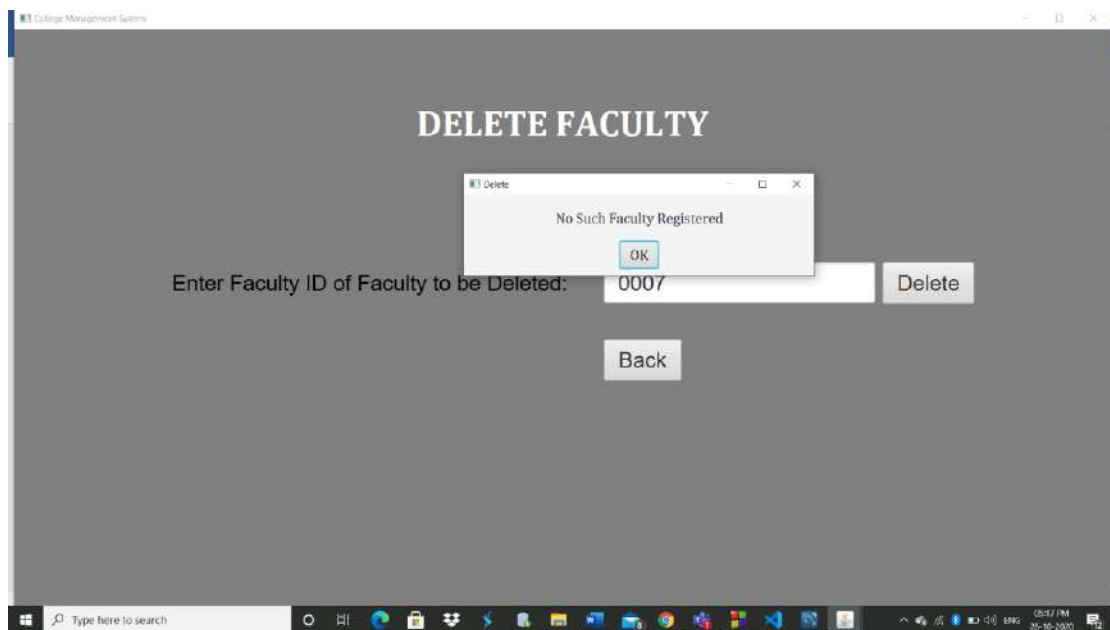 College Management System
DELETE FACULTY
Delete
No Such Faculty Registered
OK
Enter Faculty ID of Faculty to be Deleted:
0007
Delete
Back
Type here to search
ENG
05:17 PM
26-10-2020